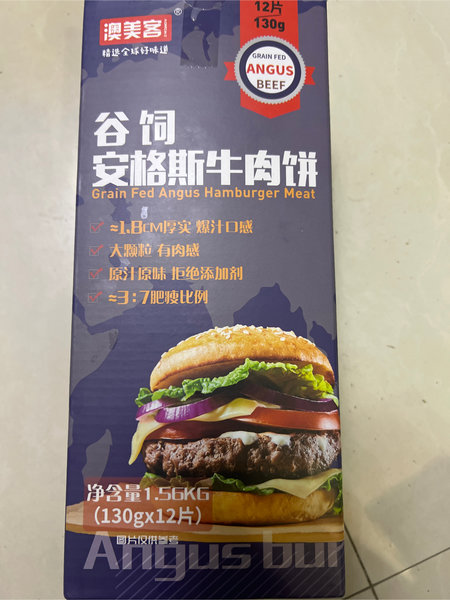 澳美客®
精选全球好味道
12片
130g
GRAIN FED
ANGUS
BEEF
谷饲
安格斯牛肉饼
Grain Fed Angus Hamburger Meat
≈1.8CM厚实 爆汁口感
大颗粒 有肉感
原汁原味 拒绝添加剂
≈3:7肥瘦比例
净含量1.56KG
(130gx12片)
图片仅供参考
Angus bur